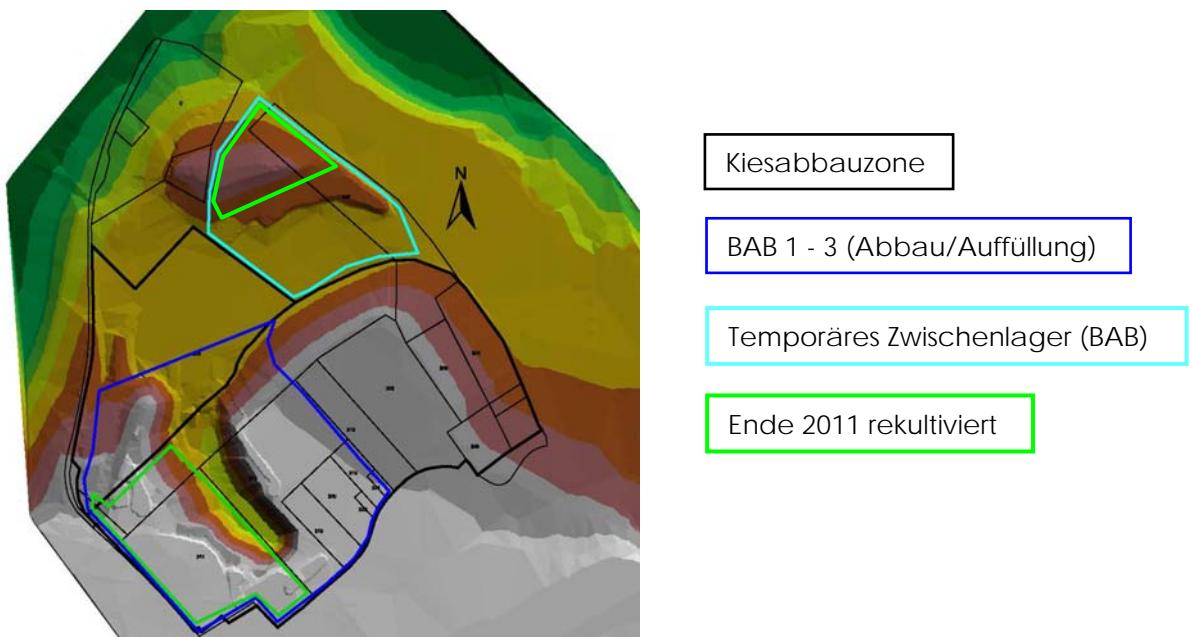 N
Kiesabbauzone
BAB 1 - 3 (Abbau/Auffüllung)
Temporäres Zwischenlager (BAB)
Ende 2011 rekultiviert